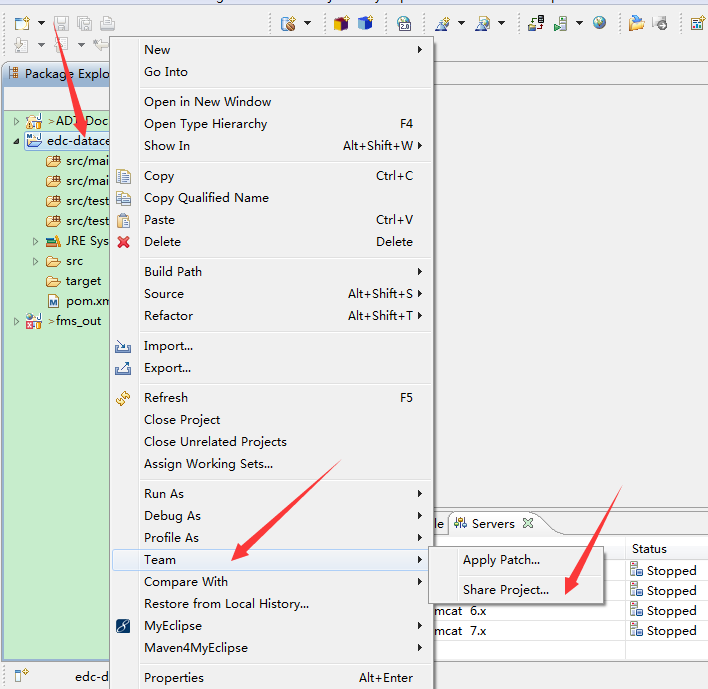 Package Explo
New
Go Into
Open in New Window
Open Type Hierarchy F4
Show In Alt+Shift+W
Copy Ctrl+C
Copy Qualified Name
Paste Ctrl+V
Delete Delete
Build Path
Source Alt+Shift+S
Refactor Alt+Shift+T
Import...
Export...
Refresh F5
Close Project
Close Unrelated Projects
Assign Working Sets...
Run As
Debug As
Profile As
Team
Compare With
Restore from Local History...
MyEclipse
Maven4MyEclipse
Properties Alt+Enter
edc-datace
src/mai
src/mai
src/test
src/test
JRE Sys
src
target
pom.xm
>fms_out
edc-d
Apply Patch...
Share Project...
le
Servers
Status
Stopped
Stopped
mcat 6.x Stopped
mcat 7.x Stopped